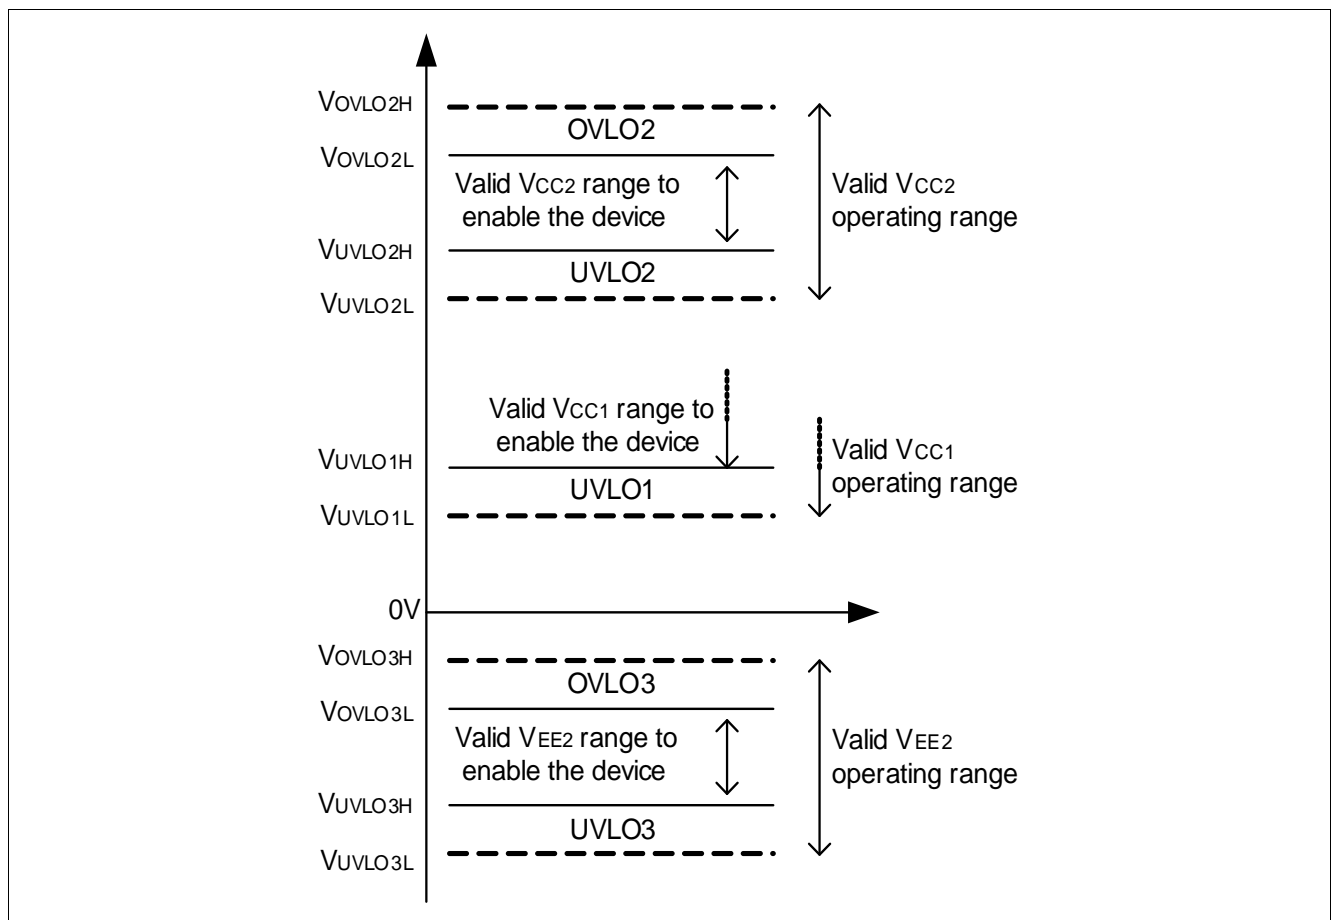 VOVLO2H
OVLO2
VOVLO2L
Valid VCC2 range to
enable the device
Valid VCC2
operating range
VUVLO2H
UVLO2
VUVLO2L
Valid VCC1 range to
enable the device
VUVLO1H
UVLO1
VUVLO1L
Valid VCC1
operating range
0V
VOVLO3H
OVLO3
VOVLO3L
Valid VEE2 range to
enable the device
Valid VEE2
operating range
VUVLO3H
UVLO3
VUVLO3L